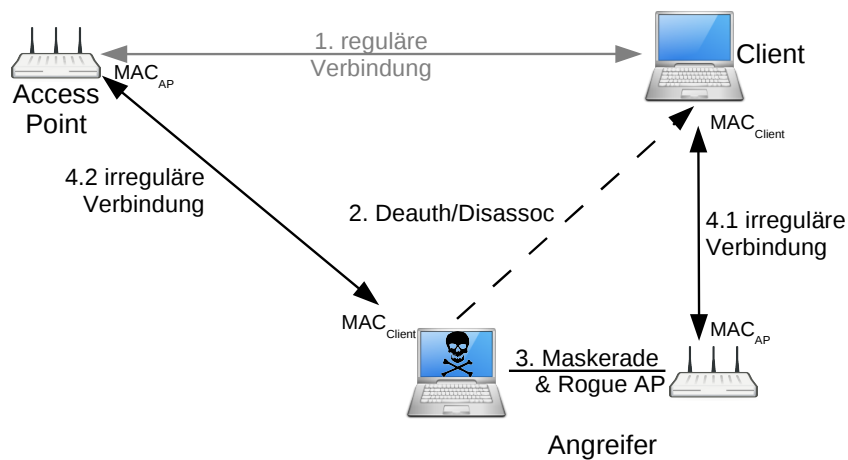 1. reguläre
Verbindung
Client
MAC_AP
Access
Point
MAC_Client
4.2 irreguläre
Verbindung
2. Deauth/Disassoc
4.1 irreguläre
Verbindung
MAC_Client
MAC_AP
3. Maskerade
& Rogue AP
Angreifer